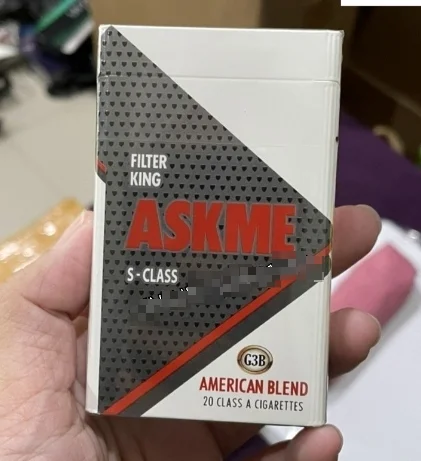 FILTER
KING
ASKME
S-CLASS
G3B
AMERICAN BLEND
20 CLASS A CIGARETTES